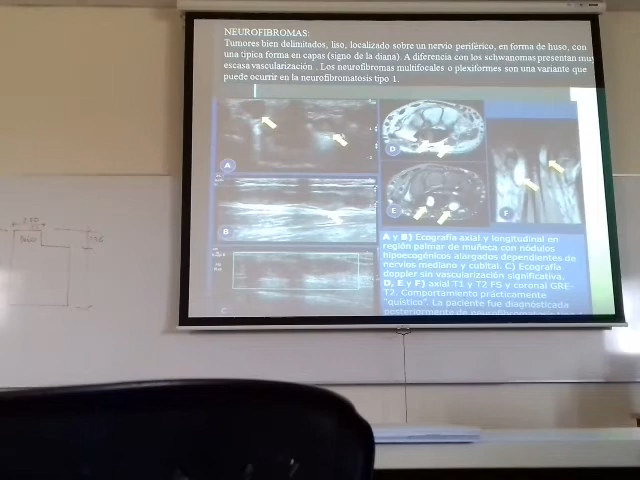 NEUROFIBROMAS:
Tumores bien delimitados, liso, localizado sobre un nervio periférico, en forma de huso, con
una típica forma en capas (signo de la diana). A diferencia con los schwanomas presentan muy
escasa vascularización . Los neurofibromas multifocales o plexiformes son una variante que
puede ocurrir en la neurofibromatosis tipo 1.
A
B
C
D
E
F
A y B) Ecografía axial y longitudinal en
región palmar de muñeca con nódulos
hipoecogénicos alargados dependientes de
nervios mediano y cubital. C) Ecografía
doppler sin vascularización significativa.
D, E y F) axial T1 y T2 FS y coronal GRE-
T2. Comportamiento prácticamente
"quístico". La paciente fue diagnosticada
posteriormente de neurofibromatosis